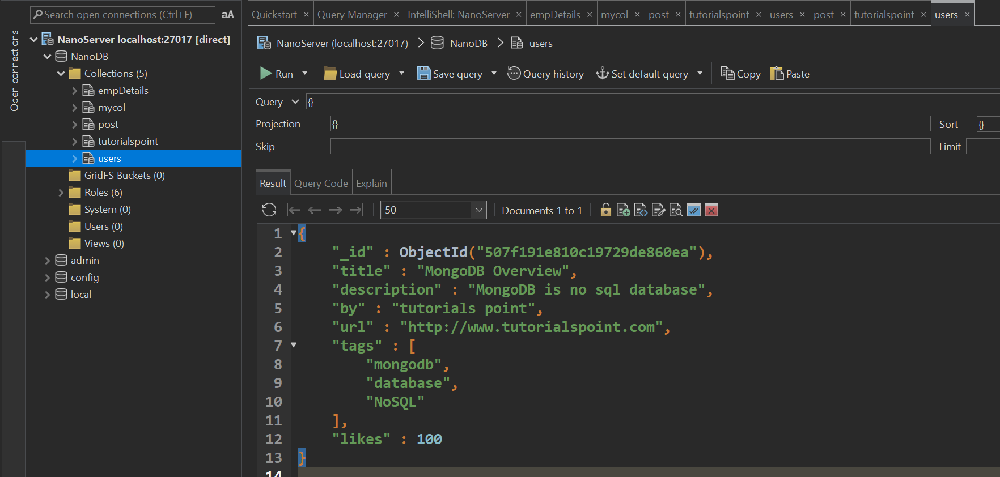 Open connections
Search open connections (Ctrl+F) aA
NanoServer localhost:27017 [direct]
NanoDB
Collections (5)
empDetails
mycol
post
tutorialspoint
users
GridFS Buckets (0)
Roles (6)
System (0)
Users (0)
Views (0)
admin
config
local
Quickstart × Query Manager × IntelliShell: NanoServer × empDetails × mycol × post × tutorialspoint × users × post × tutorialspoint × users ×
NanoServer (localhost:27017) NanoDB users
Run Load query Save query Query history Set default query Copy Paste
Query {}
Projection {} Sort {}
Skip Limit
Result Query Code Explain
50 Documents 1 to 1
1 {
2 "_id" : ObjectId("507f191e810c19729de860ea"),
3 "title" : "MongoDB Overview",
4 "description" : "MongoDB is no sql database",
5 "by" : "tutorials point",
6 "url" : "http://www.tutorialspoint.com",
7 "tags" : [
8 "mongodb",
9 "database",
10 "NoSQL"
11 ],
12 "likes" : 100
13 }
14